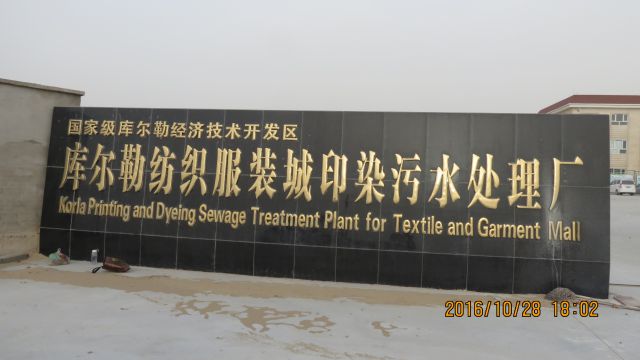 国家级库尔勒经济技术开发区
库尔勒纺织服装城印染污水处理厂
Korla Printing and Dyeing Sewage Treatment Plant for Textile and Garment Mall
2016/10/28 18:02